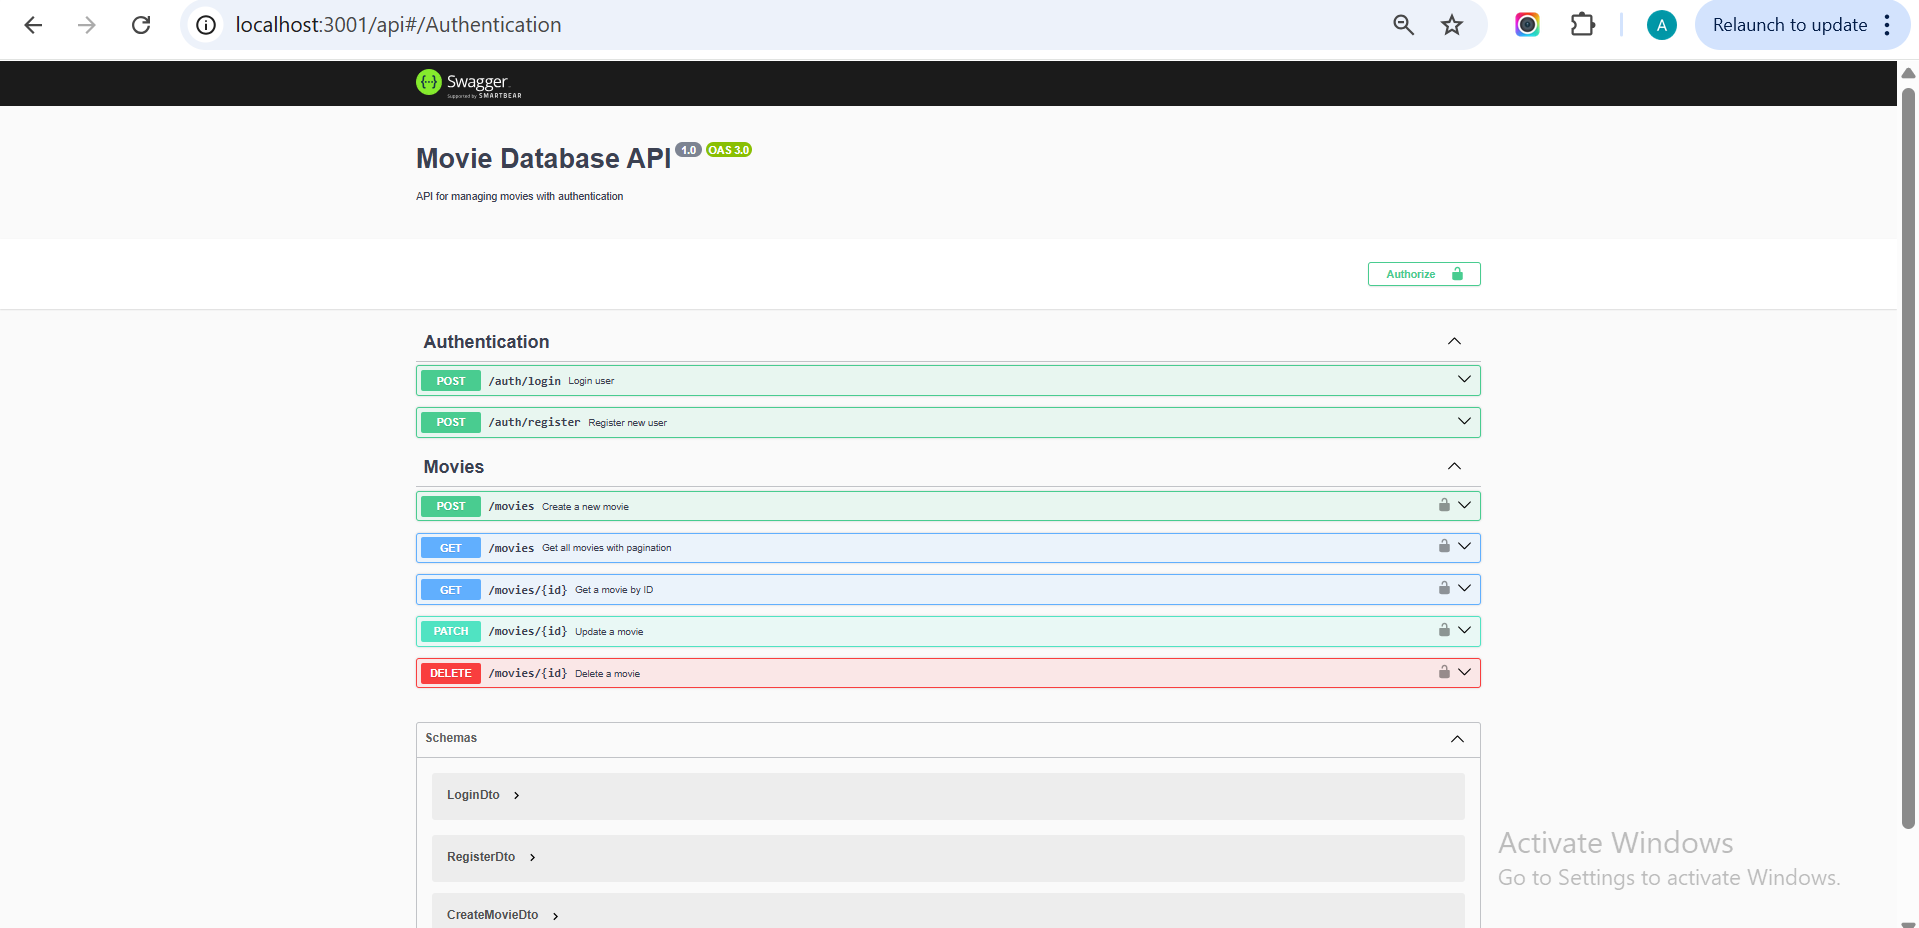 localhost:3001/api#/Authentication
A
Relaunch to update
Swagger
Supported by SMARTBEAR
Movie Database API 1.0 OAS 3.0
API for managing movies with authentication
Authorize
Authentication
POST /auth/login Login user
POST /auth/register Register new user
Movies
POST /movies Create a new movie
GET /movies Get all movies with pagination
GET /movies/{id} Get a movie by ID
PATCH /movies/{id} Update a movie
DELETE /movies/{id} Delete a movie
Schemas
LoginDto
RegisterDto
CreateMovieDto
Activate Windows
Go to Settings to activate Windows.